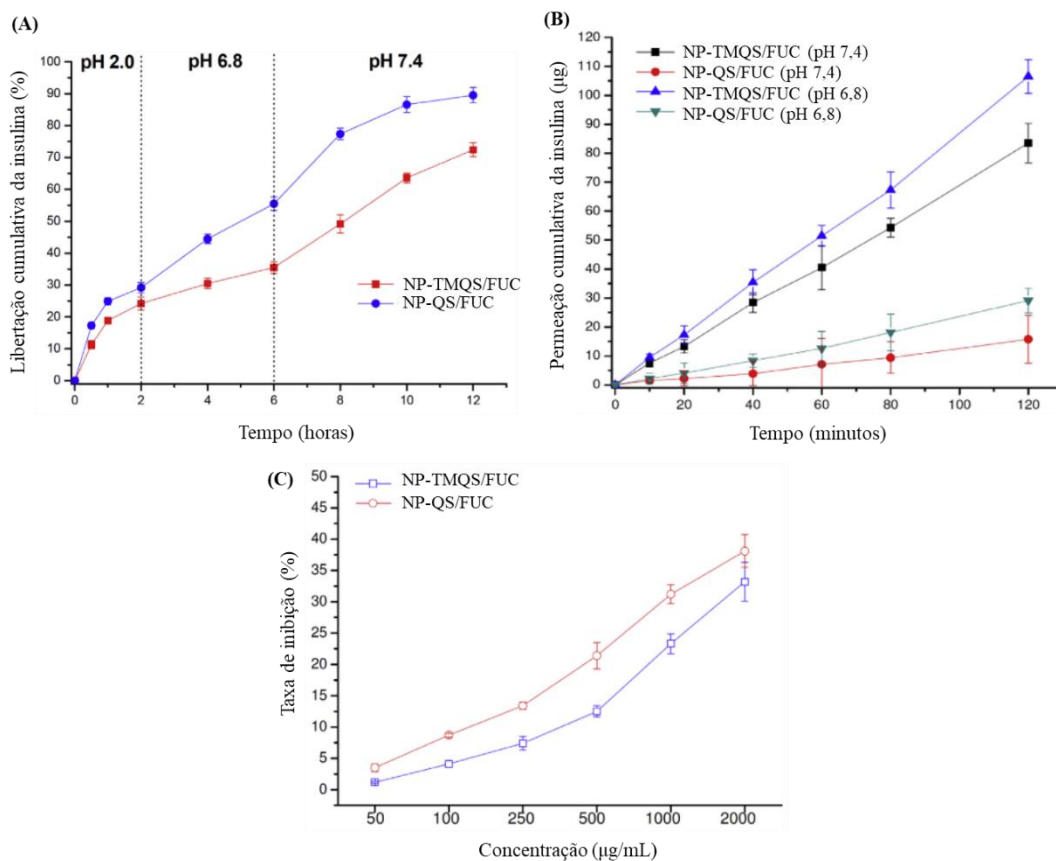 (A)
pH 2.0 pH 6.8 pH 7.4
Libertação cumulativa da insulina (%)
100
90
80
70
60
50
40
30
20
10
0
NP-TMQS/FUC
NP-QS/FUC
0 2 4 6 8 10 12
Tempo (horas)
(B)
Permeação cumulativa da insulina (µg)
120
110
100
90
80
70
60
50
40
30
20
10
0
NP-TMQS/FUC (pH 7,4)
NP-QS/FUC (pH 7,4)
NP-TMQS/FUC (pH 6,8)
NP-QS/FUC (pH 6,8)
0 20 40 60 80 100 120
Tempo (minutos)
(C)
Taxa de inibição (%)
50
45
40
35
30
25
20
15
10
5
0
NP-TMQS/FUC
NP-QS/FUC
50 100 250 500 1000 2000
Concentração (µg/mL)